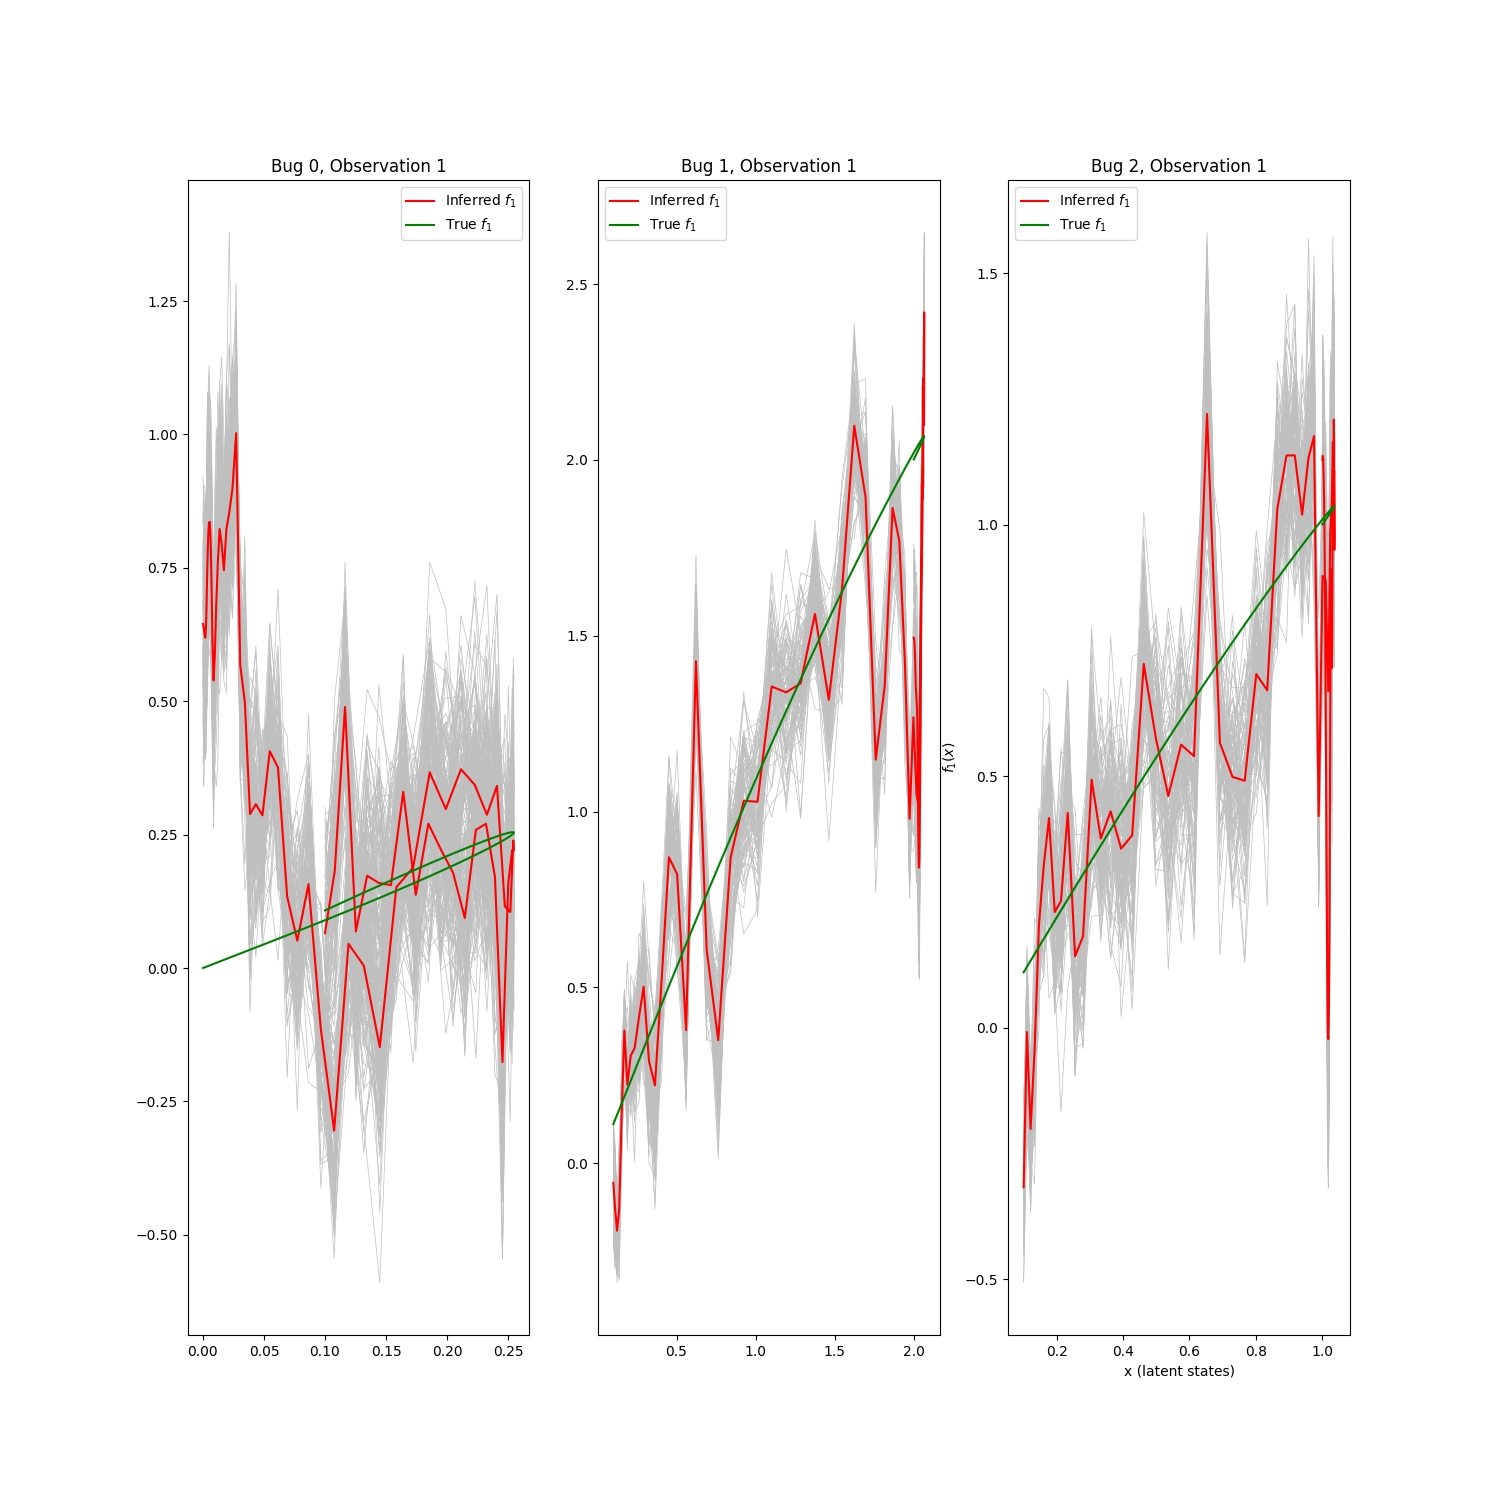 Bug 0, Observation 1
Inferred f₁
True f₁
1.25
1.00
0.75
0.50
0.25
0.00
−0.25
−0.50
0.00 0.05 0.10 0.15 0.20 0.25
Bug 1, Observation 1
Inferred f₁
True f₁
2.5
2.0
1.5
1.0
0.5
0.0
0.5 1.0 1.5 2.0
Bug 2, Observation 1
Inferred f₁
True f₁
f₁(x)
1.5
1.0
0.5
0.0
−0.5
0.2 0.4 0.6 0.8 1.0
x (latent states)